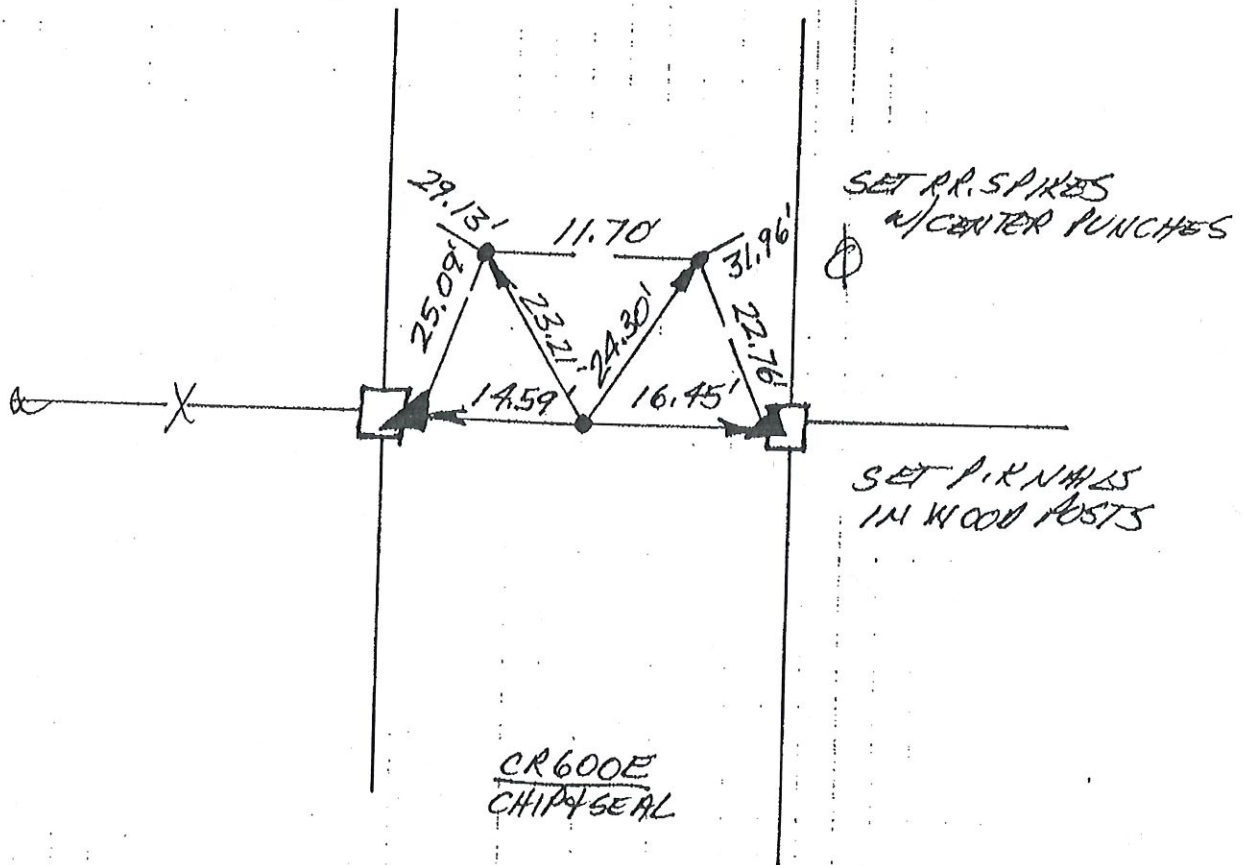 SET R.R. SPIKES
W/CENTER PUNCHES
29.13'
11.70'
31.96'
25.09'
23.21'
24.30'
22.76'
14.59'
16.45'
X
SET P.K NAILS
IN WOOD POSTS
CR600E
CHIP & SEAL